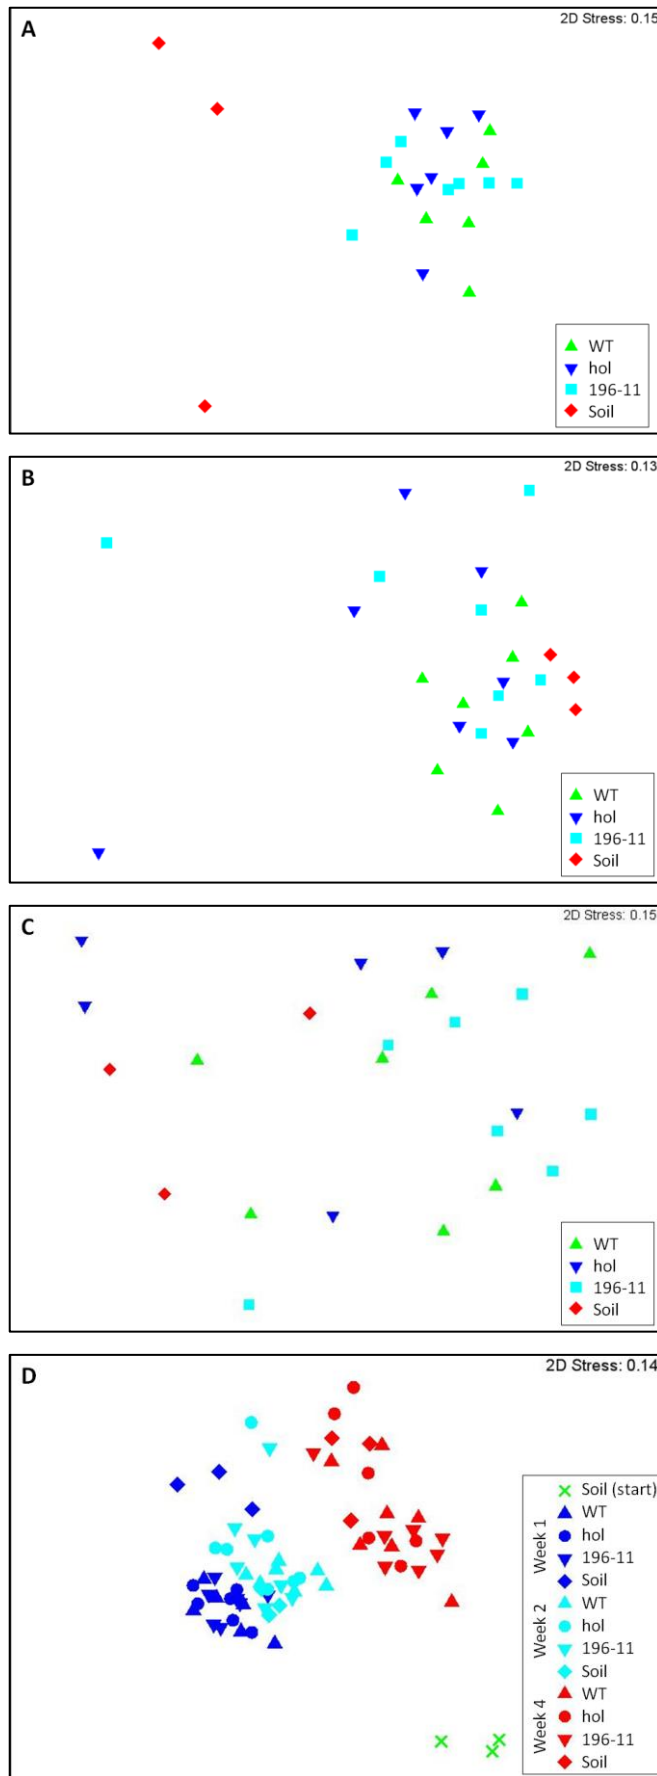 A
2D Stress: 0.15
WT
hol
196-11
Soil
B
2D Stress: 0.13
WT
hol
196-11
Soil
C
2D Stress: 0.15
WT
hol
196-11
Soil
D
2D Stress: 0.14
Soil (start)
Week 1
WT
hol
196-11
Soil
Week 2
WT
hol
196-11
Soil
Week 4
WT
hol
196-11
Soil